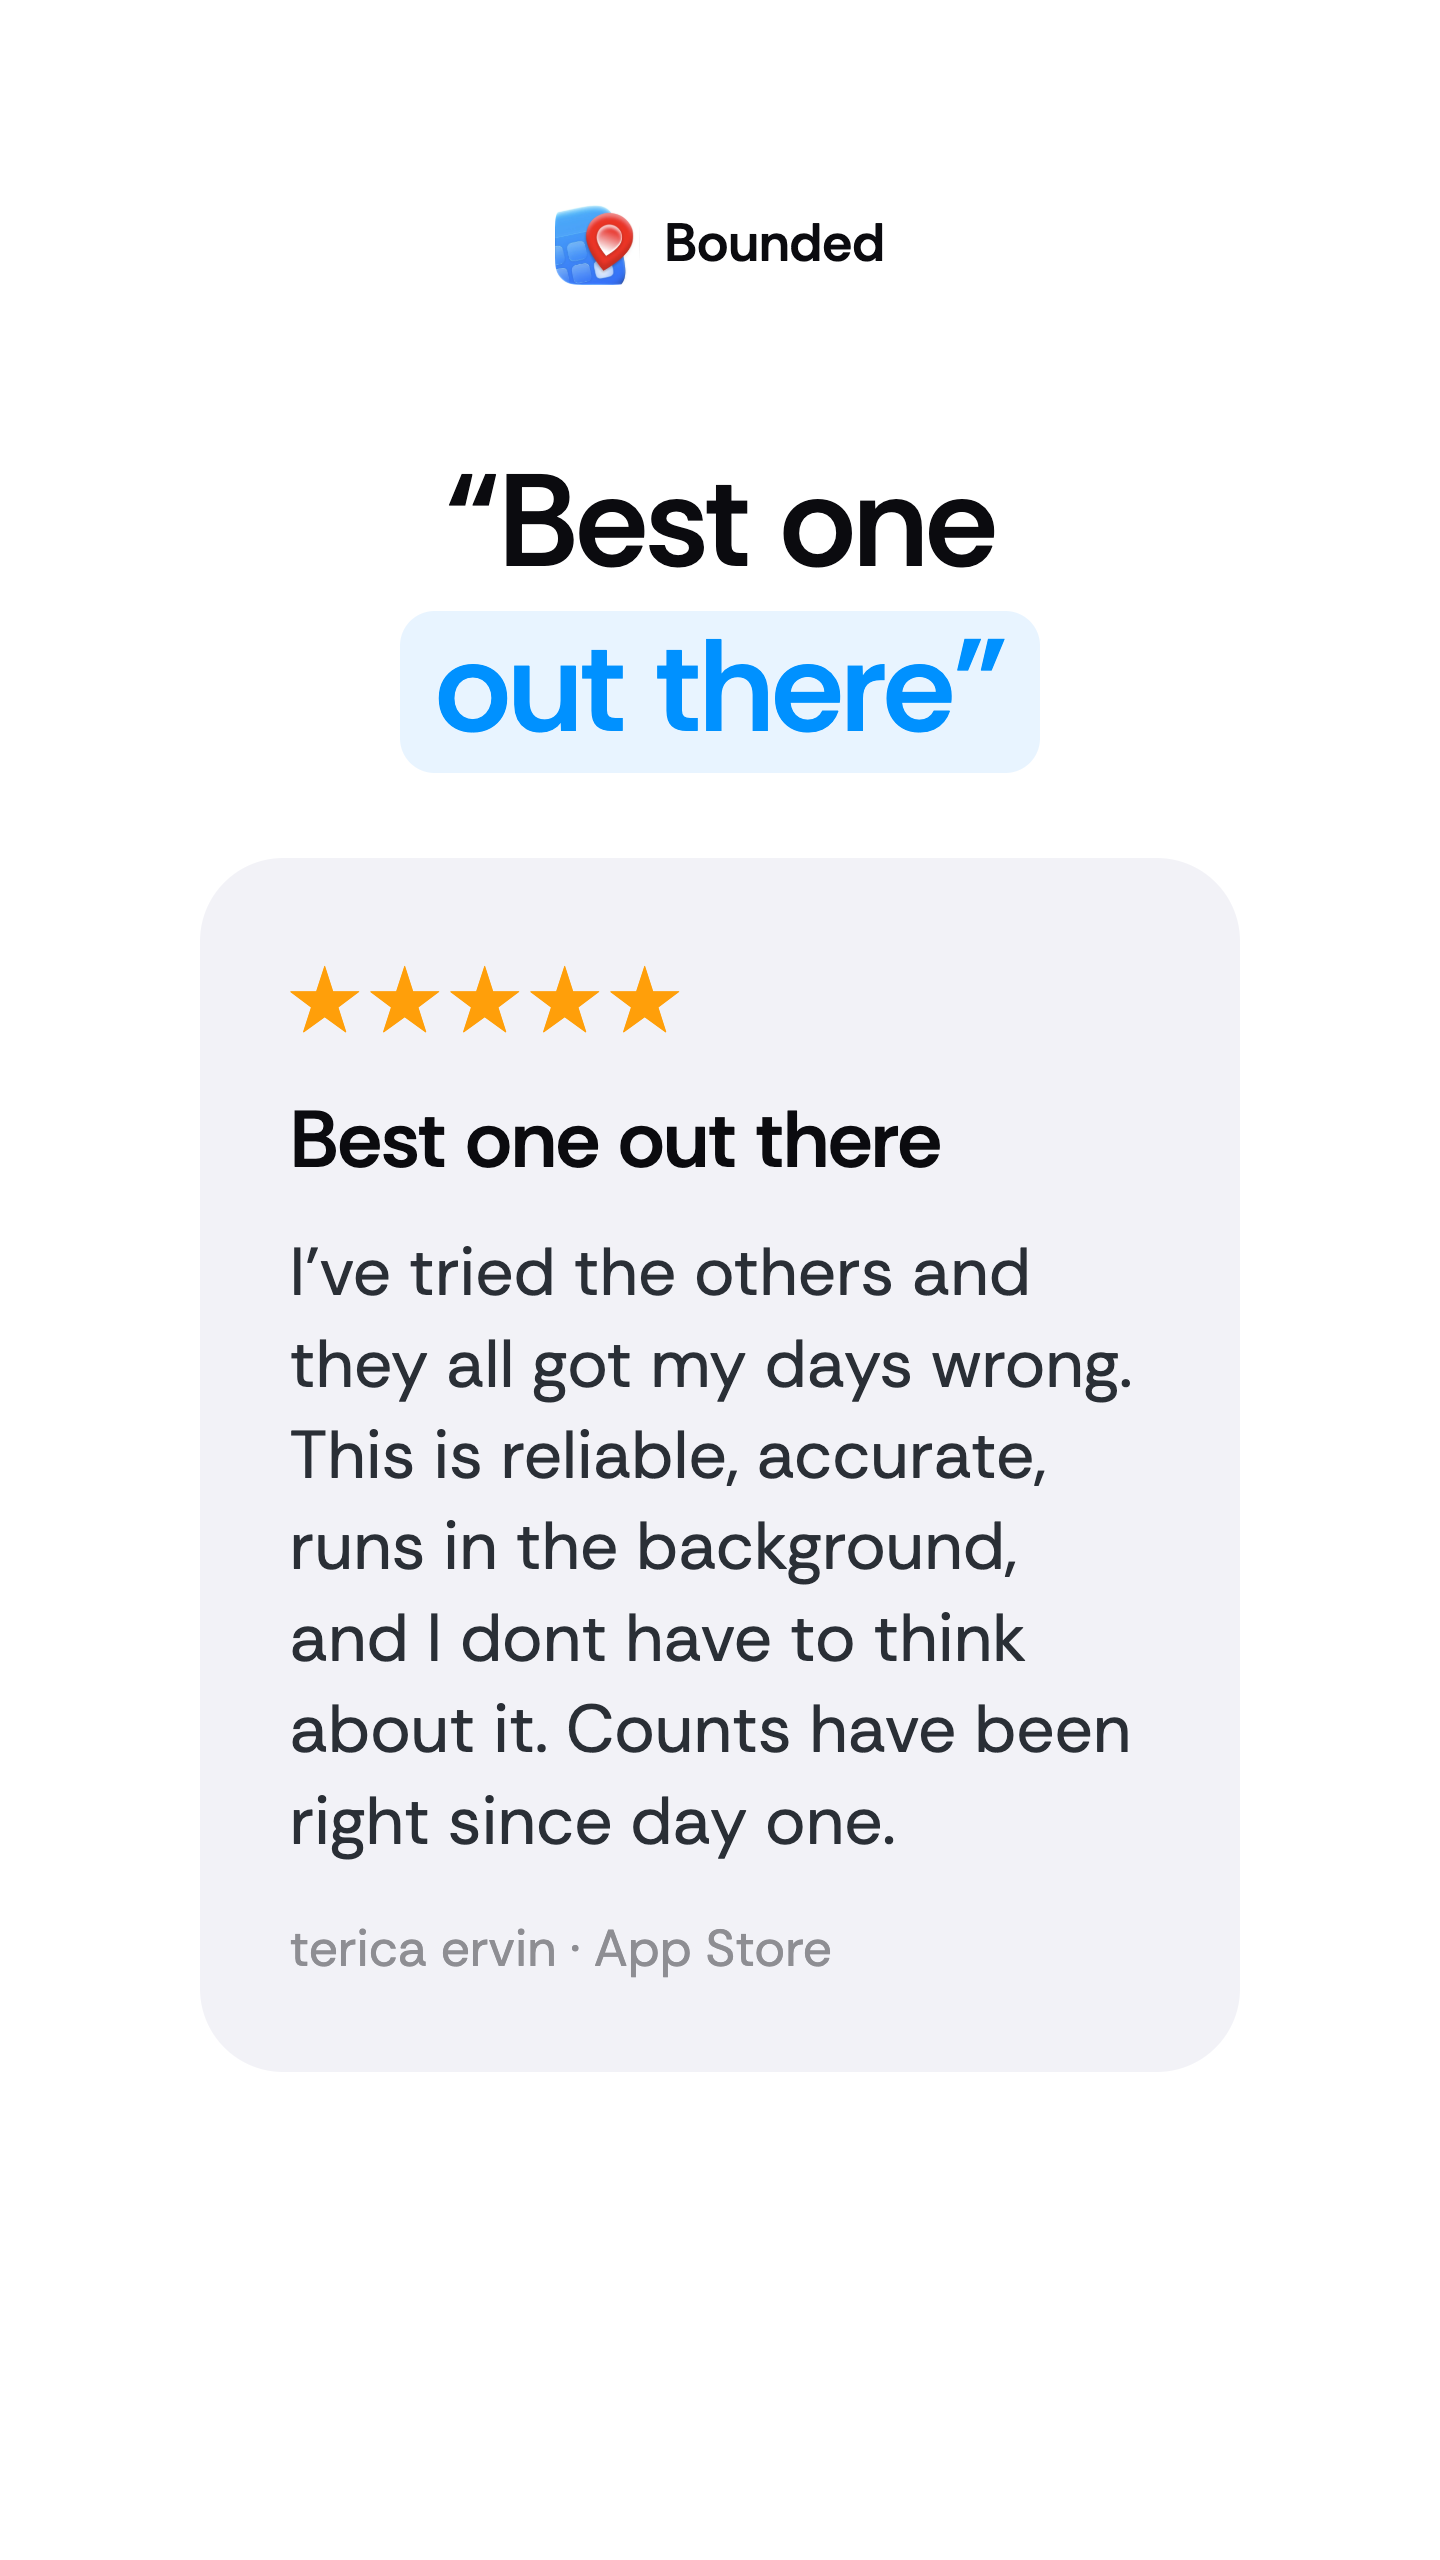 Bounded
“Best one
out there”
Best one out there
I’ve tried the others and
they all got my days wrong.
This is reliable, accurate,
runs in the background,
and I dont have to think
about it. Counts have been
right since day one.
terica ervin · App Store